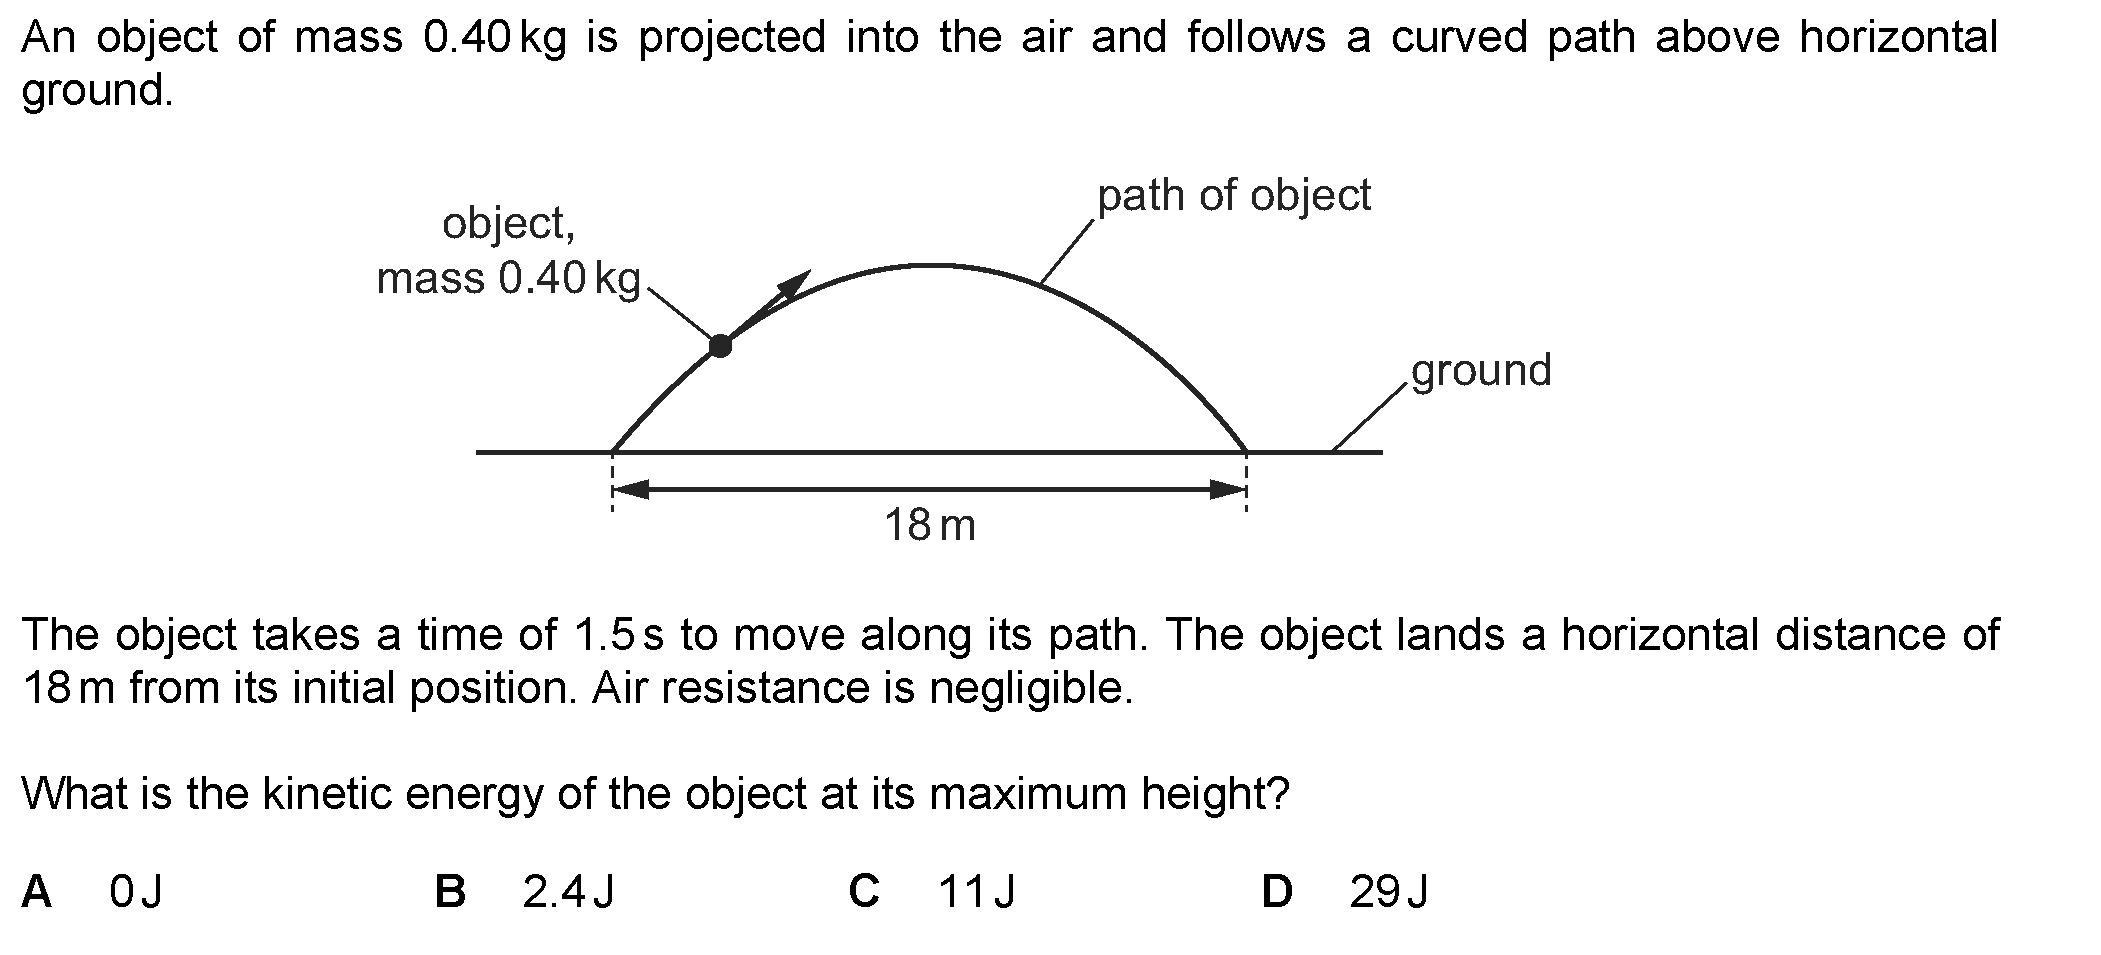 An object of mass 0.40 kg is projected into the air and follows a curved path above horizontal
ground.
path of object
object,
mass 0.40 kg
ground
18 m
The object takes a time of 1.5 s to move along its path. The object lands a horizontal distance of
18 m from its initial position. Air resistance is negligible.
What is the kinetic energy of the object at its maximum height?
A 0 J B 2.4 J C 11 J D 29 J